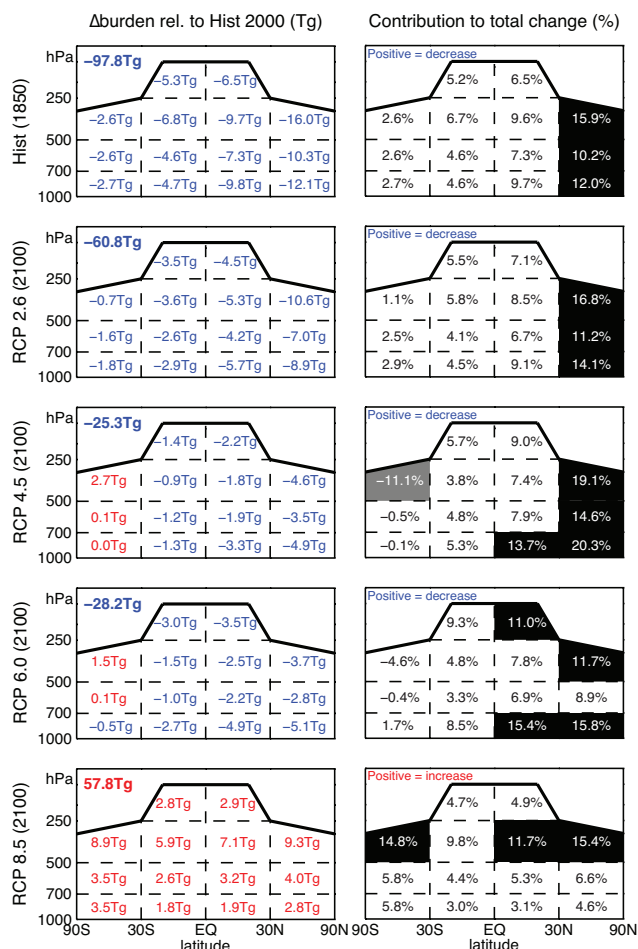 Δburden rel. to Hist 2000 (Tg)
Contribution to total change (%)
Hist (1850)
hPa
250
500
700
1000
−97.8Tg
−5.3Tg −6.5Tg
−2.6Tg −6.8Tg −9.7Tg −16.0Tg
−2.6Tg −4.6Tg −7.3Tg −10.3Tg
−2.7Tg −4.7Tg −9.8Tg −12.1Tg
Positive = decrease
5.2% 6.5%
2.6% 6.7% 9.6% 15.9%
2.6% 4.6% 7.3% 10.2%
2.7% 4.6% 9.7% 12.0%
RCP 2.6 (2100)
hPa
250
500
700
1000
−60.8Tg
−3.5Tg −4.5Tg
−0.7Tg −3.6Tg −5.3Tg −10.6Tg
−1.6Tg −2.6Tg −4.2Tg −7.0Tg
−1.8Tg −2.9Tg −5.7Tg −8.9Tg
Positive = decrease
5.5% 7.1%
1.1% 5.8% 8.5% 16.8%
2.5% 4.1% 6.7% 11.2%
2.9% 4.5% 9.1% 14.1%
RCP 4.5 (2100)
hPa
250
500
700
1000
−25.3Tg
−1.4Tg −2.2Tg
2.7Tg −0.9Tg −1.8Tg −4.6Tg
0.1Tg −1.2Tg −1.9Tg −3.5Tg
0.0Tg −1.3Tg −3.3Tg −4.9Tg
Positive = decrease
5.7% 9.0%
−11.1% 3.8% 7.4% 19.1%
−0.5% 4.8% 7.9% 14.6%
−0.1% 5.3% 13.7% 20.3%
RCP 6.0 (2100)
hPa
250
500
700
1000
−28.2Tg
−3.0Tg −3.5Tg
1.5Tg −1.5Tg −2.5Tg −3.7Tg
0.1Tg −1.0Tg −2.2Tg −2.8Tg
−0.5Tg −2.7Tg −4.9Tg −5.1Tg
Positive = decrease
9.3% 11.0%
−4.6% 4.8% 7.8% 11.7%
−0.4% 3.3% 6.9% 8.9%
1.7% 8.5% 15.4% 15.8%
RCP 8.5 (2100)
hPa
250
500
700
1000
57.8Tg
2.8Tg 2.9Tg
8.9Tg 5.9Tg 7.1Tg 9.3Tg
3.5Tg 2.6Tg 3.2Tg 4.0Tg
3.5Tg 1.8Tg 1.9Tg 2.8Tg
90S 30S EQ 30N 90N
latitude
Positive = increase
4.7% 4.9%
14.8% 9.8% 11.7% 15.4%
5.8% 4.4% 5.3% 6.6%
5.8% 3.0% 3.1% 4.6%
90S 30S EQ 30N 90N
latitude